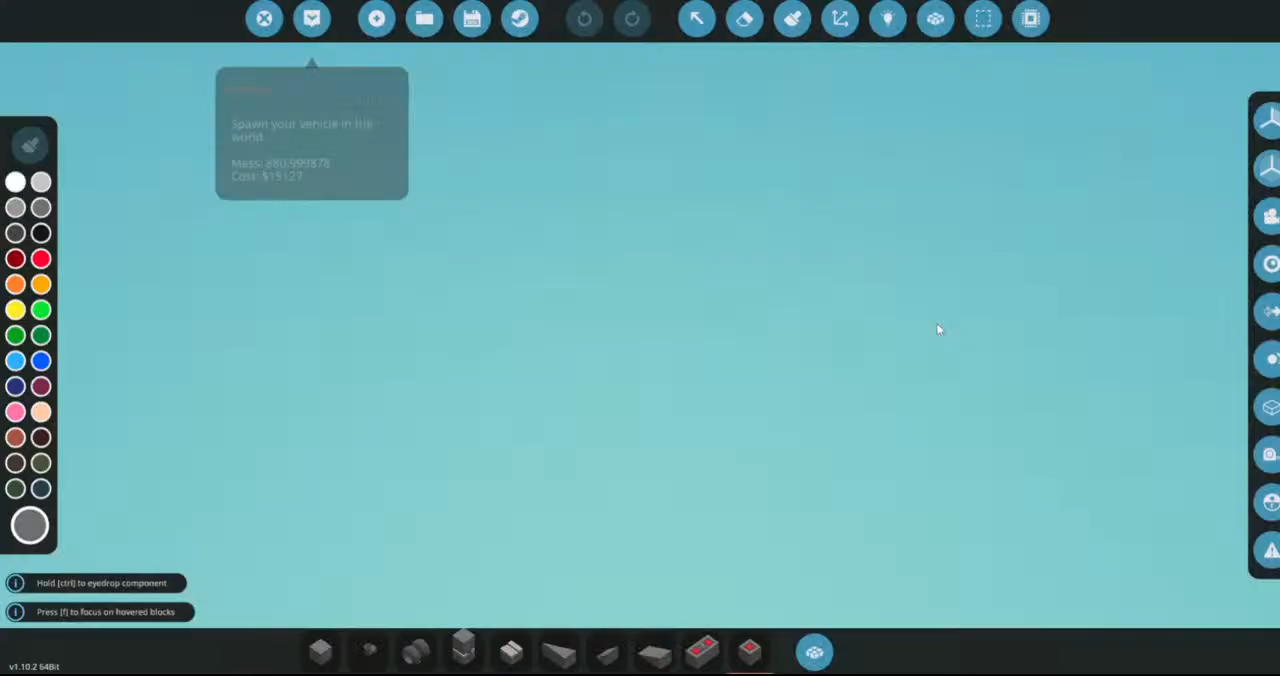 Spawn your vehicle in the
world.
Mass: 880.999878
Cost: $15127
Hold [ctrl] to eyedrop component
Press [f] to focus on hovered blocks
v1.10.2 64Bit